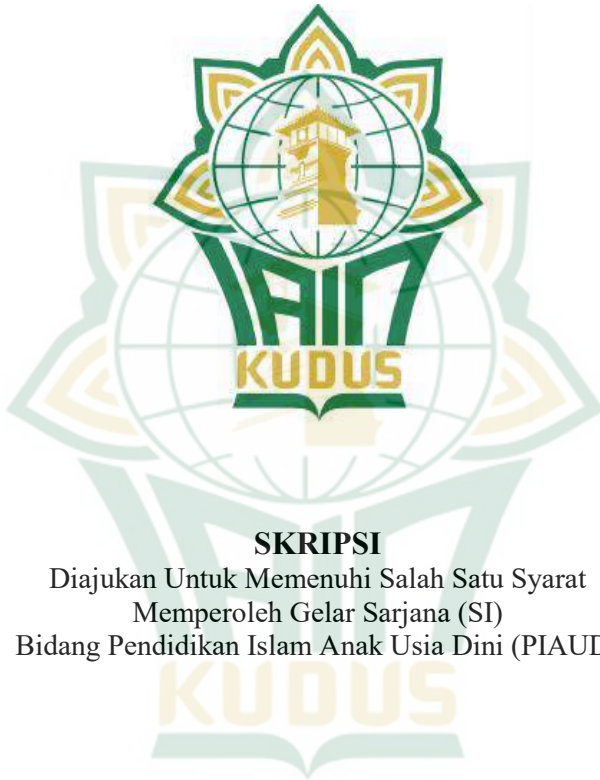 IAIN
KUDUS
SKRIPSI
Diajukan Untuk Memenuhi Salah Satu Syarat
Memperoleh Gelar Sarjana (SI)
Bidang Pendidikan Islam Anak Usia Dini (PIAUD
KUDUS